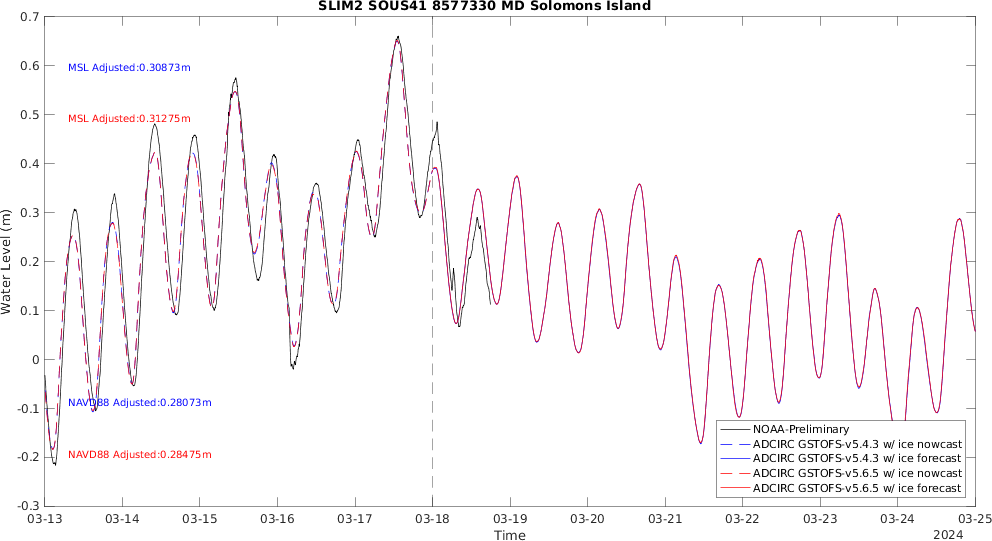 SLIM2 SOUS41 8577330 MD Solomons Island
0.7
0.6
0.5
0.4
0.3
0.2
0.1
0
-0.1
-0.2
-0.3
Water Level (m)
MSL Adjusted:0.30873m
MSL Adjusted:0.31275m
NAVD88 Adjusted:0.28073m
NAVD88 Adjusted:0.28475m
NOAA-Preliminary
ADCIRC GSTOFS-v5.4.3 w/ ice nowcast
ADCIRC GSTOFS-v5.4.3 w/ ice forecast
ADCIRC GSTOFS-v5.6.5 w/ ice nowcast
ADCIRC GSTOFS-v5.6.5 w/ ice forecast
03-13 03-14 03-15 03-16 03-17 03-18 03-19 03-20 03-21 03-22 03-23 03-24 03-25
Time
2024